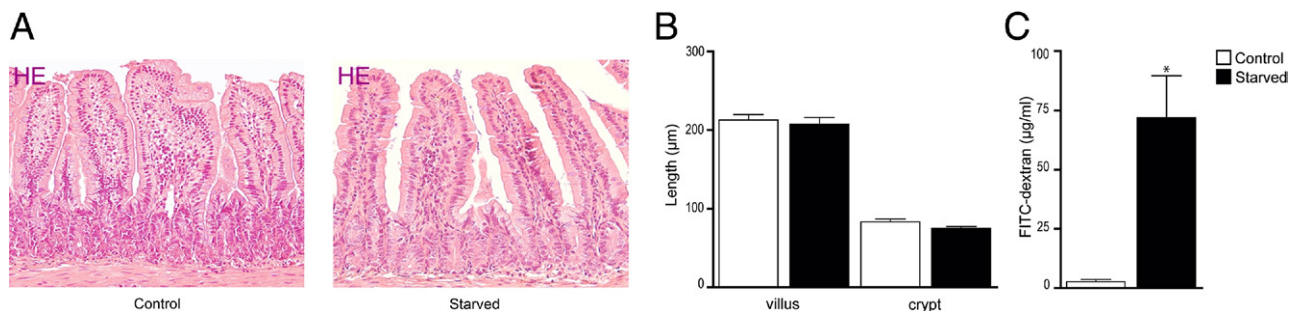 A
HE
Control
HE
Starved
B
Length (µm)
300
200
100
0
villus
crypt
C
FITC-dextran (µg/ml)
100
75
50
25
0
*
Control
Starved